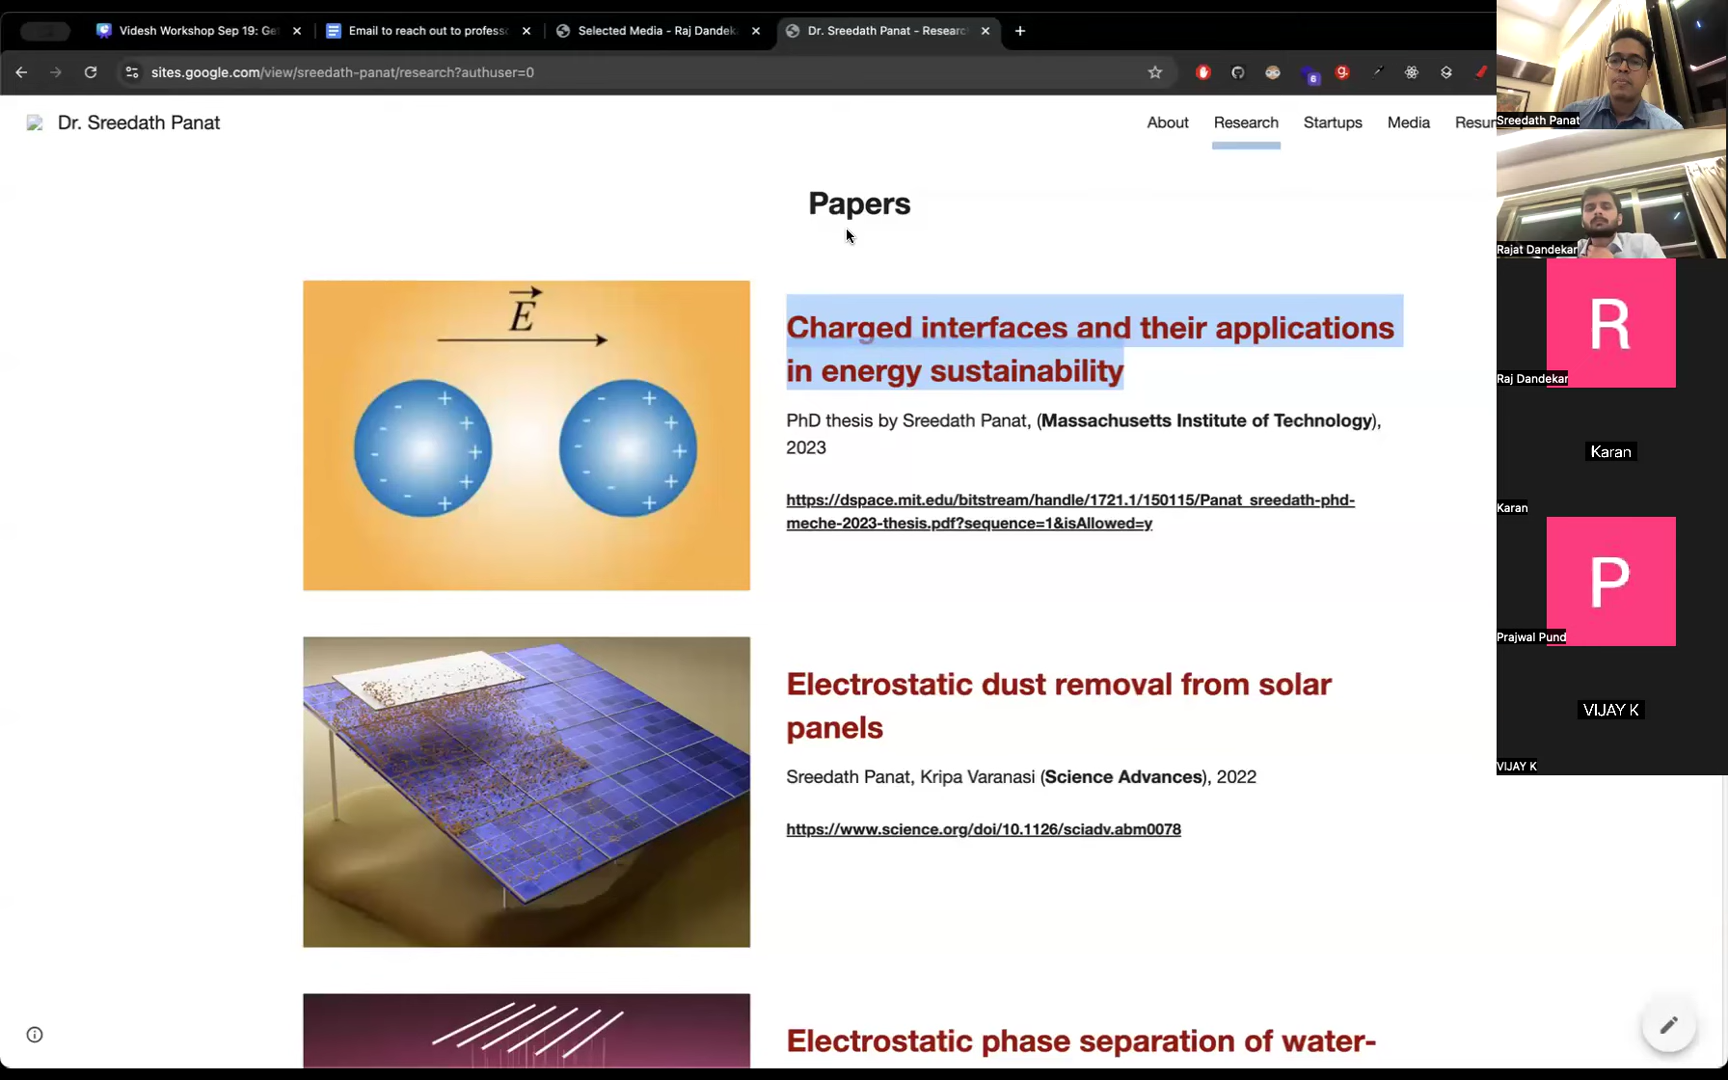 Videsh Workshop Sep 19: Ge
Email to reach out to profess
Selected Media - Raj Dandek
Dr. Sreedath Panat - Researc
sites.google.com/view/sreedath-panat/research?authuser=0
6
Dr. Sreedath Panat
About
Research
Startups
Media
Resu
Papers
E
Charged interfaces and their applications
in energy sustainability
PhD thesis by Sreedath Panat, (Massachusetts Institute of Technology),
2023
https://dspace.mit.edu/bitstream/handle/1721.1/150115/Panat_sreedath-phd-
meche-2023-thesis.pdf?sequence=1&isAllowed=y
Electrostatic dust removal from solar
panels
Sreedath Panat, Kripa Varanasi (Science Advances), 2022
https://www.science.org/doi/10.1126/sciadv.abm0078
Electrostatic phase separation of water-
Sreedath Panat
Rajat Dandekar
R
Raj Dandekar
Karan
Karan
P
Prajwal Pund
VIJAY K
VIJAY K